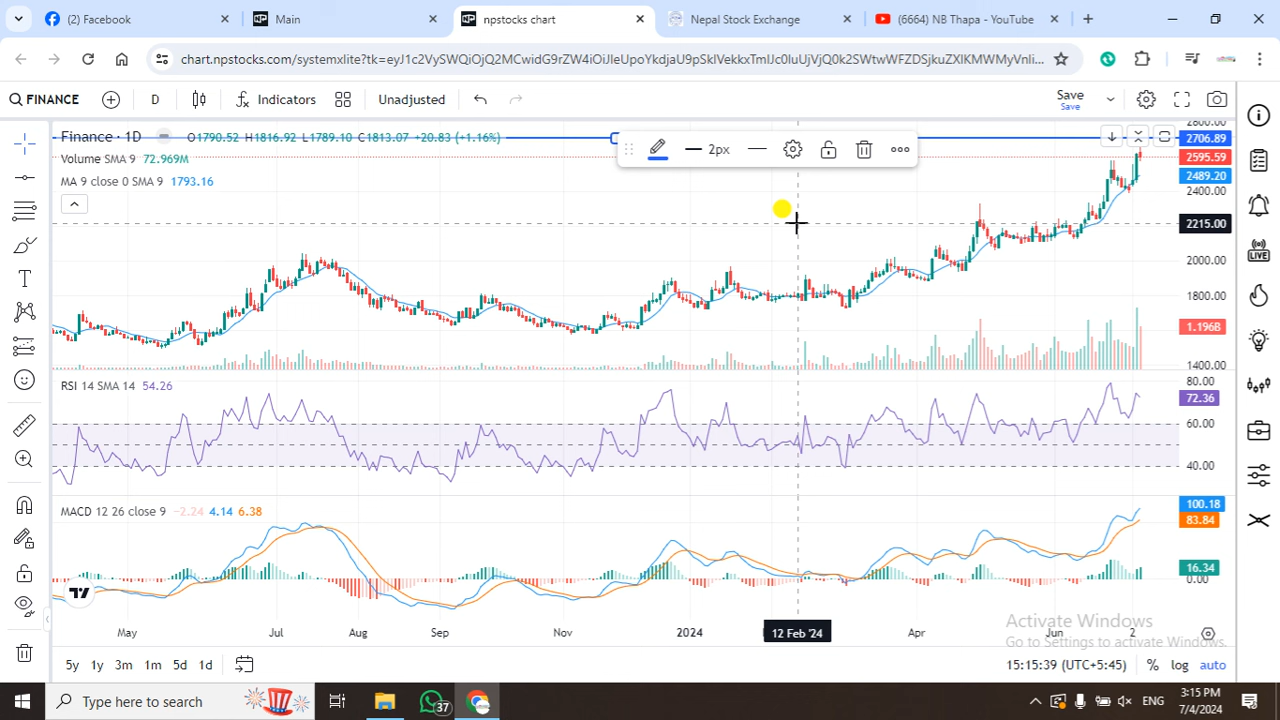 (2) Facebook
Main
npstocks chart
Nepal Stock Exchange
(6664) NB Thapa - YouTube
FINANCE
D
Indicators
Unadjusted
Save
Save
Finance · 1D
O1790.52 H1816.92 L1789.10 C1813.07 +20.83 (+1.16%)
Volume SMA 9 72.969M
MA 9 close 0 SMA 9 1793.16
2px
2800.00
2706.89
2595.59
2489.20
2400.00
2215.00
2000.00
1800.00
1.196B
1400.00
LIVE
RSI 14 SMA 14 54.26
80.00
72.36
60.00
40.00
MACD 12 26 close 9 −2.24 4.14 6.38
100.18
83.84
16.34
0.00
May
Jul
Aug
Sep
Nov
2024
12 Feb '24
Apr
Jun
2
Activate Windows
Go to Settings to activate Windows.
5y
1y
3m
1m
5d
1d
15:15:39 (UTC+5:45)
%
log
auto
Type here to search
37
ENG
3:15 PM
7/4/2024